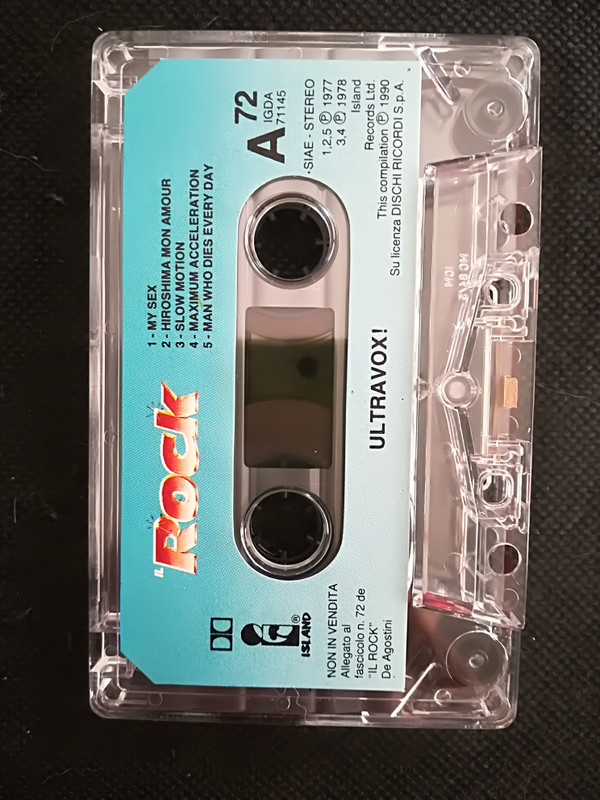 IL ROCK
1 - MY SEX
2 - HIROSHIMA MON AMOUR
3 - SLOW MOTION
4 - MAXIMUM ACCELERATION
5 - MAN WHO DIES EVERY DAY
A 72
IGDA
71145
ISLAND®
NON IN VENDITA
Allegato al
fascicolo n. 72 de
"IL ROCK"
De Agostini
ULTRAVOX!
SIAE - STEREO
1,2,5 Ⓟ 1977
3,4 Ⓟ 1978
Island
Records Ltd.
This compilation Ⓟ 1990
Su licenza DISCHI RICORDI S.p.A.